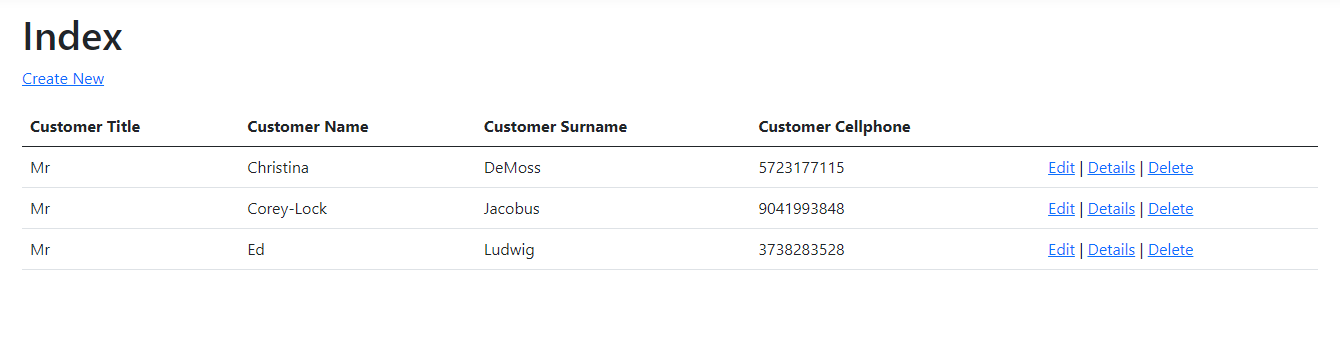 Index
Create New
Customer Title Customer Name Customer Surname Customer Cellphone
Mr Christina DeMoss 5723177115 Edit | Details | Delete
Mr Corey-Lock Jacobus 9041993848 Edit | Details | Delete
Mr Ed Ludwig 3738283528 Edit | Details | Delete